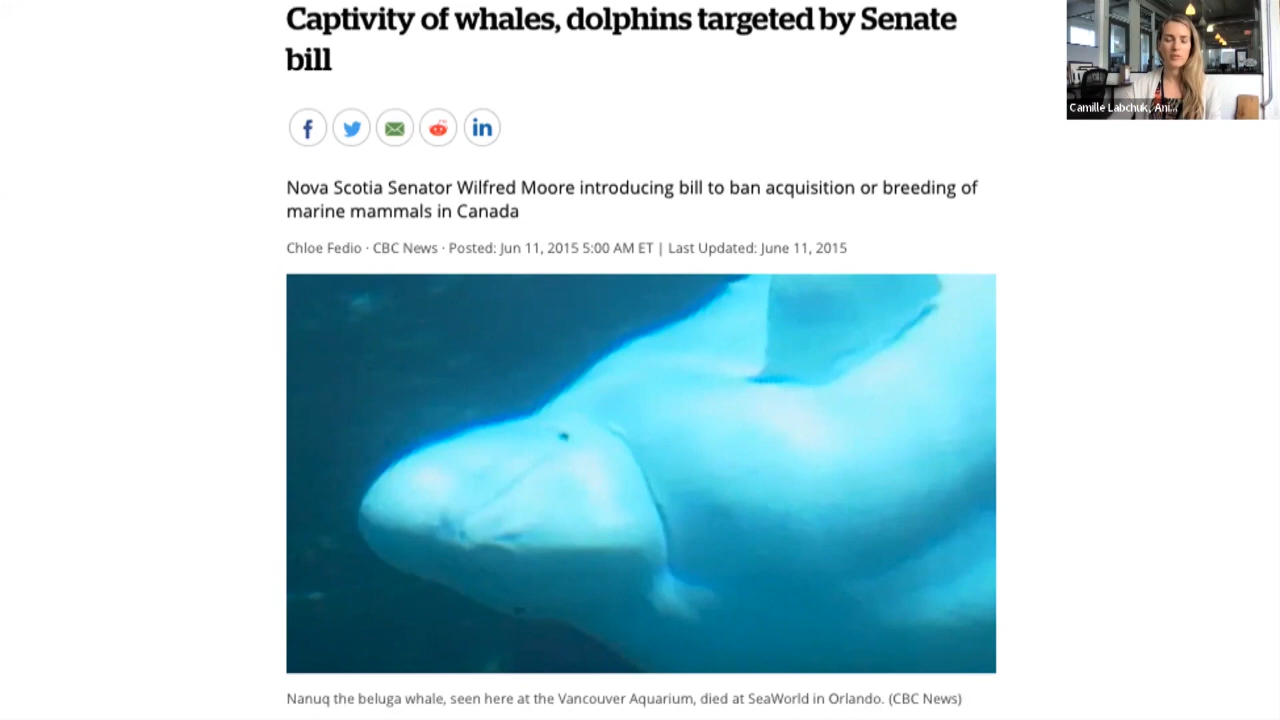 Captivity of whales, dolphins targeted by Senate
bill
Nova Scotia Senator Wilfred Moore introducing bill to ban acquisition or breeding of
marine mammals in Canada
Chloe Fedio · CBC News · Posted: Jun 11, 2015 5:00 AM ET | Last Updated: June 11, 2015
Nanuq the beluga whale, seen here at the Vancouver Aquarium, died at SeaWorld in Orlando. (CBC News)
Camille Labchuk, Ani...